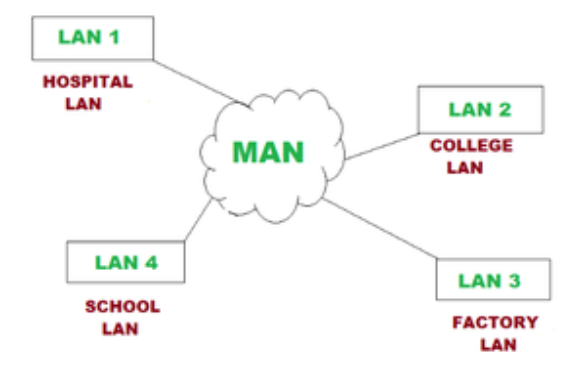 LAN 1
HOSPITAL
LAN
LAN 2
COLLEGE
LAN
MAN
LAN 4
SCHOOL
LAN
LAN 3
FACTORY
LAN